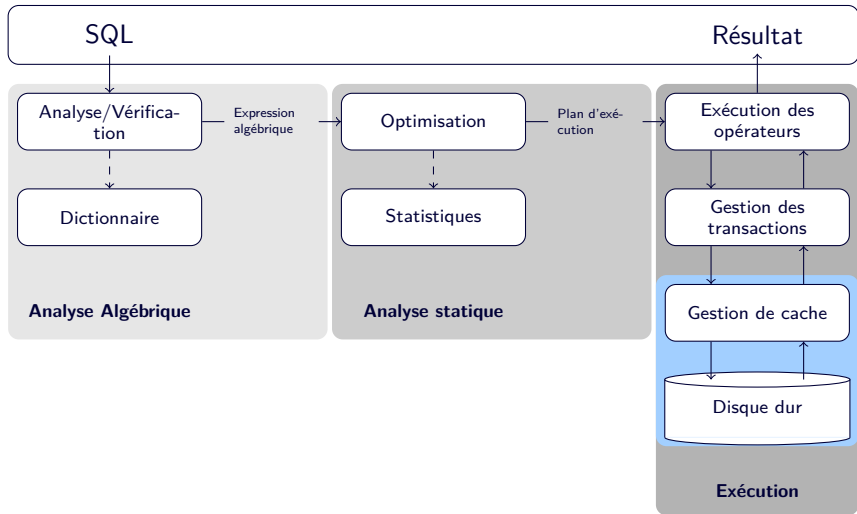 SQL
Résultat
Analyse/Vérifica-
tion
Expression
algébrique
Optimisation
Plan d'exé-
cution
Exécution des
opérateurs
Dictionnaire
Statistiques
Gestion des
transactions
Analyse Algébrique
Analyse statique
Gestion de cache
Disque dur
Exécution